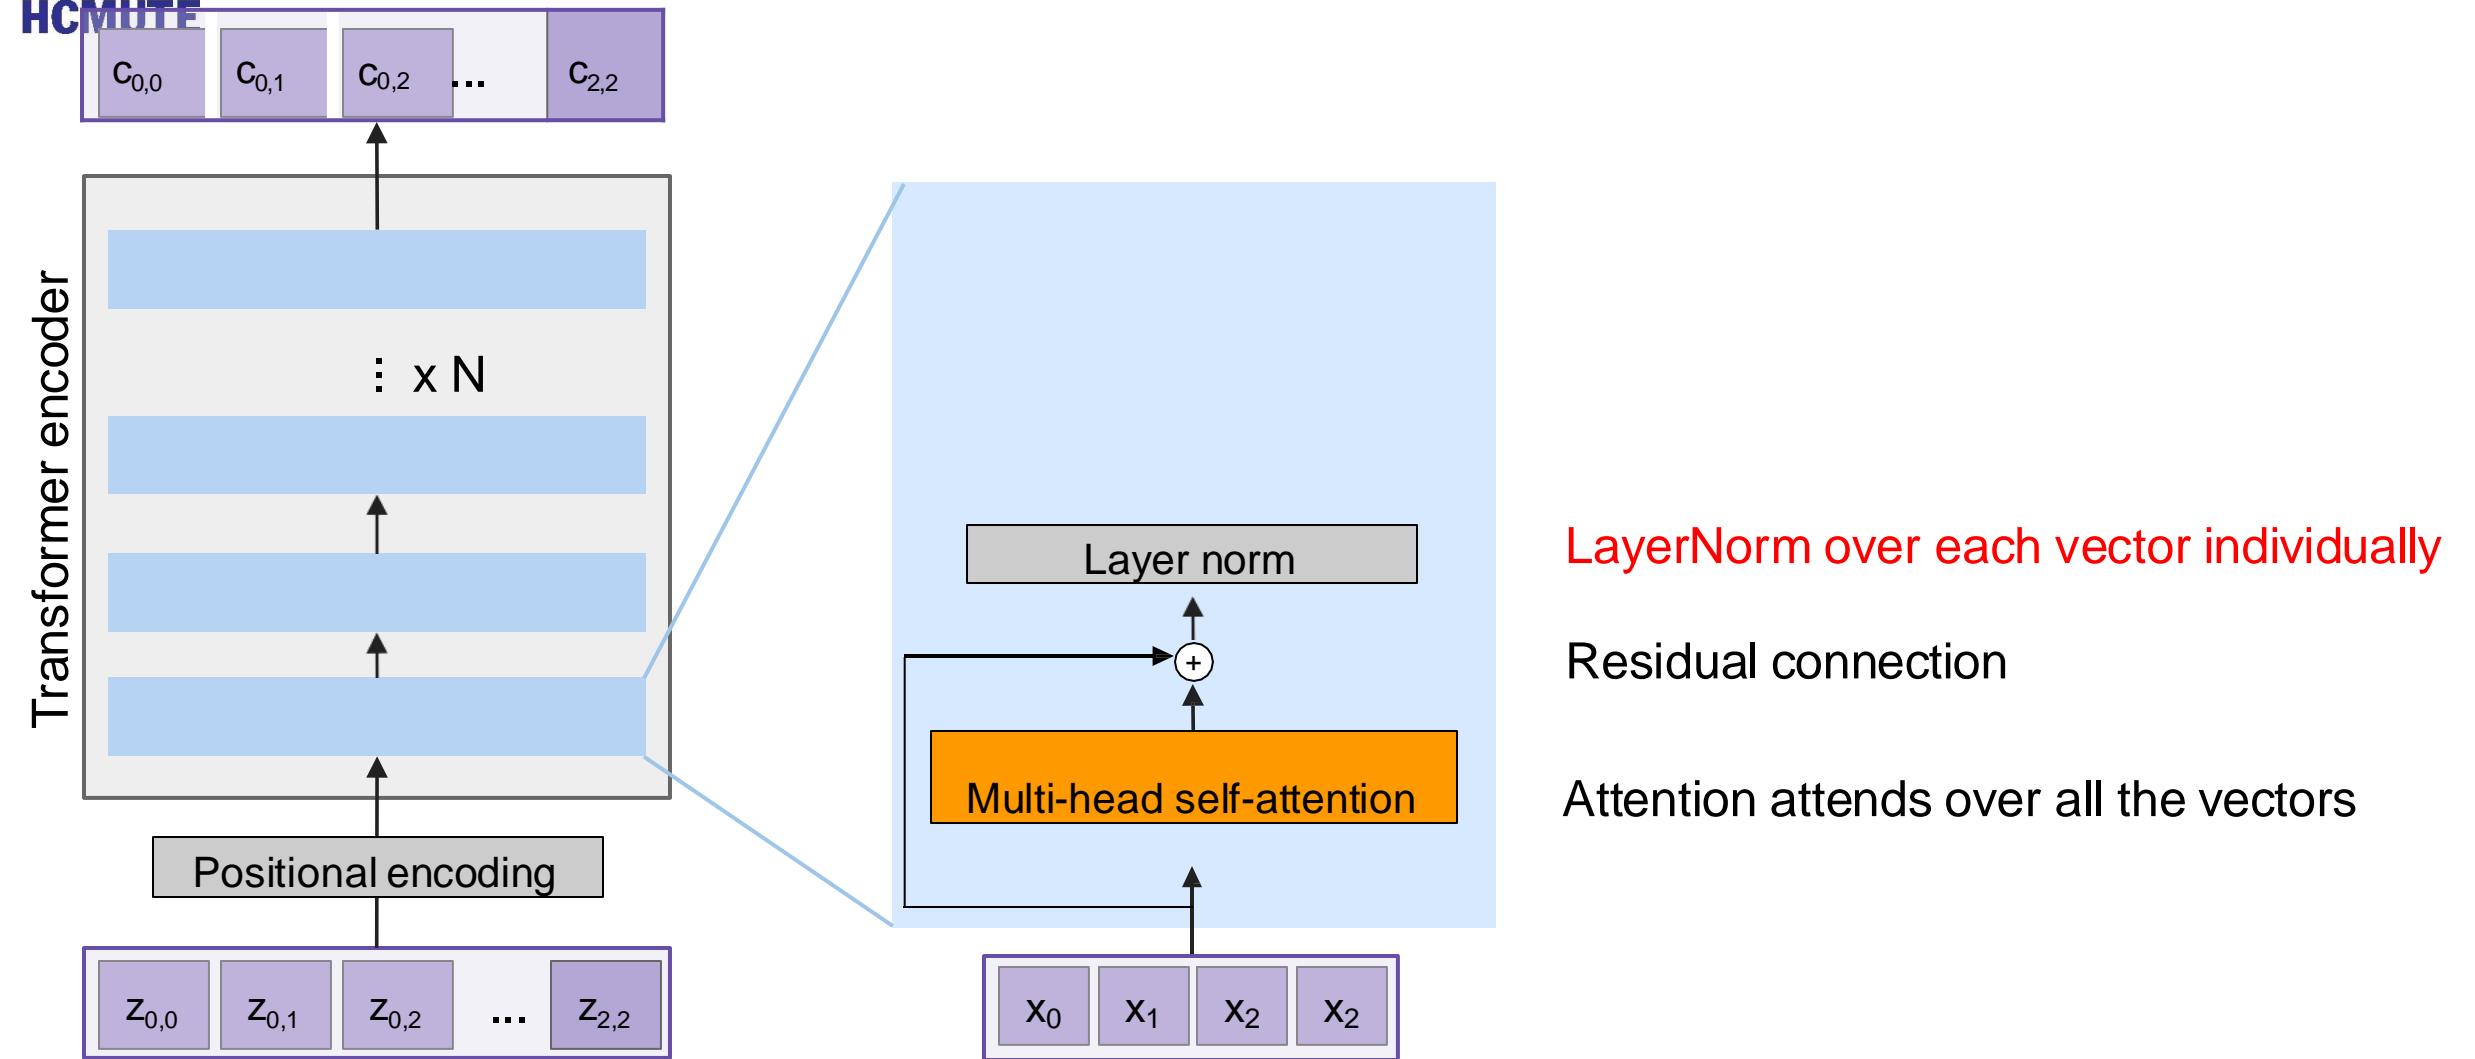 HCMUTE
c0,0 c0,1 c0,2 ... c2,2
Transformer encoder
⋮ x N
Positional encoding
z0,0 z0,1 z0,2 ... z2,2
Layer norm
+
Multi-head self-attention
x0 x1 x2 x2
LayerNorm over each vector individually
Residual connection
Attention attends over all the vectors